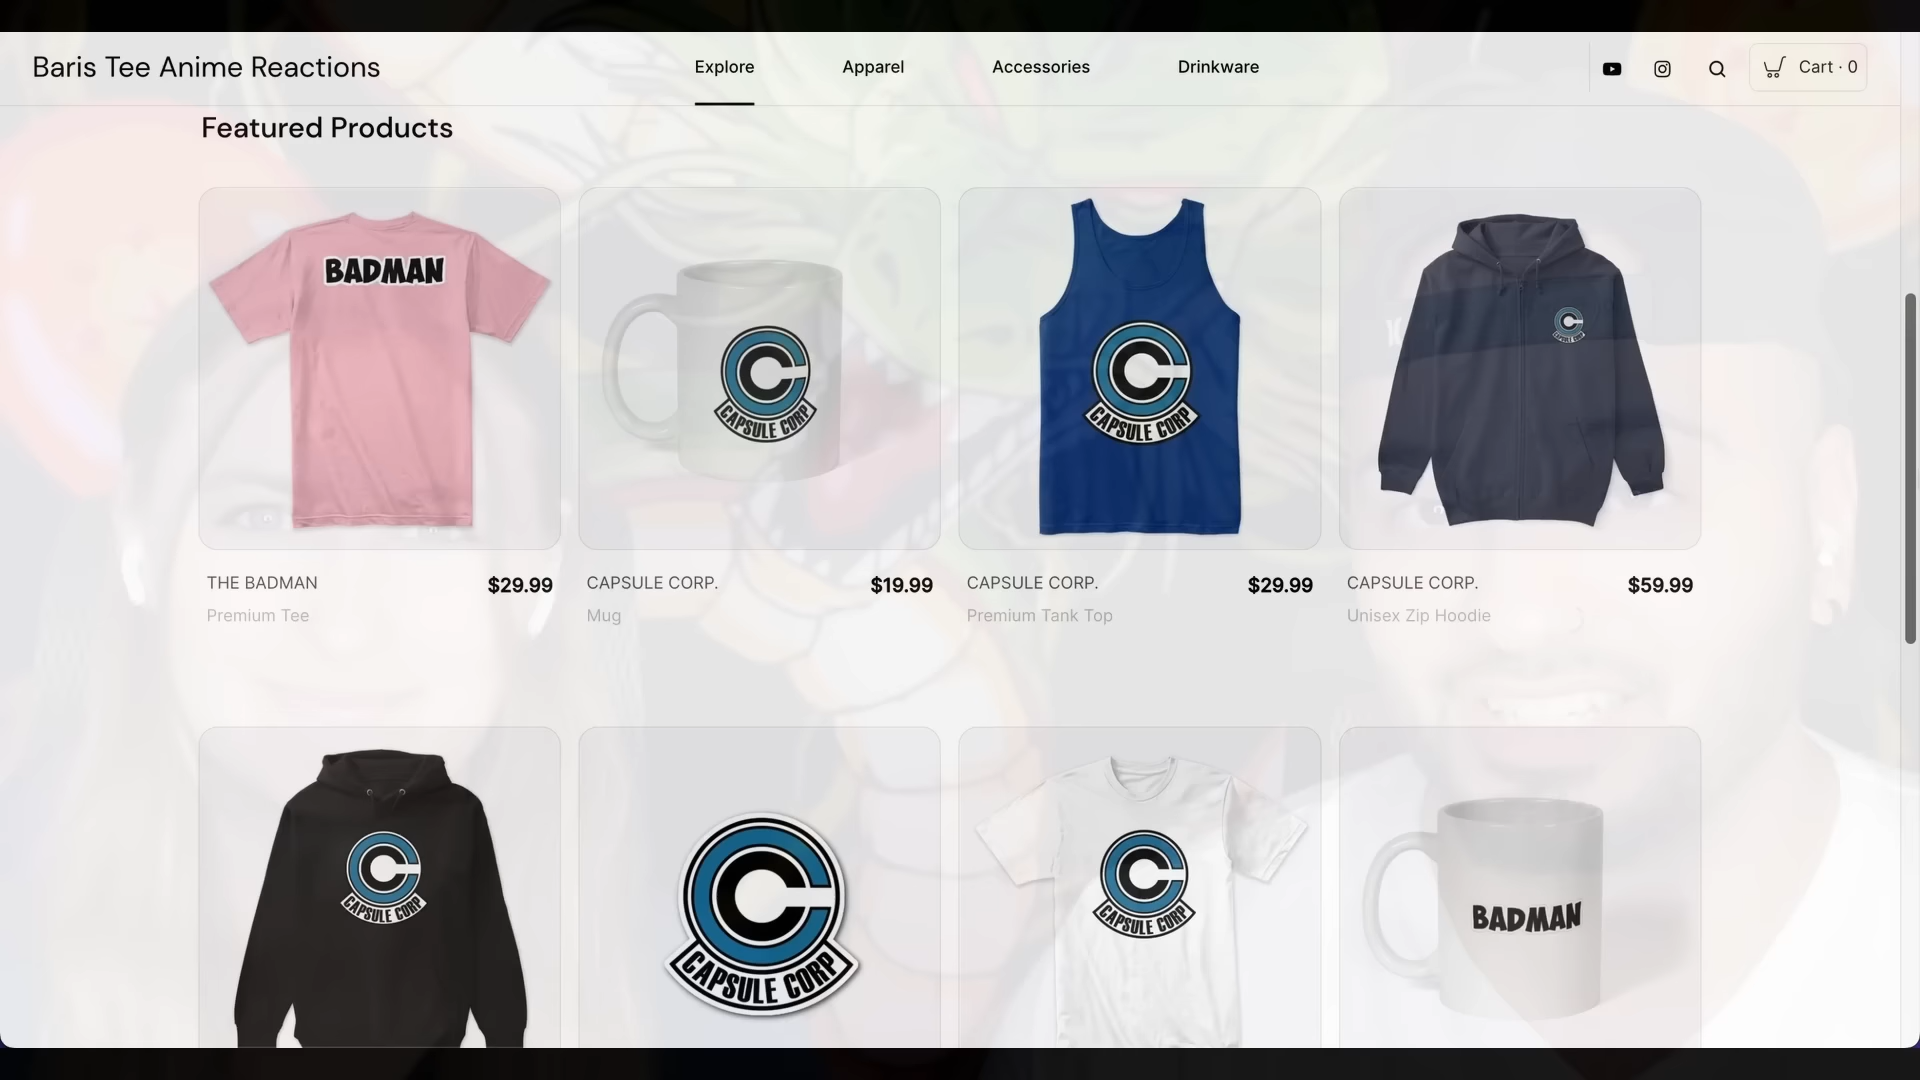 Baris Tee Anime Reactions
Explore
Apparel
Accessories
Drinkware
Cart · 0
Featured Products
BADMAN
CAPSULE CORP
CAPSULE CORP
CAPSULE CORP
THE BADMAN
$29.99
Premium Tee
CAPSULE CORP.
$19.99
Mug
CAPSULE CORP.
$29.99
Premium Tank Top
CAPSULE CORP.
$59.99
Unisex Zip Hoodie
CAPSULE CORP
CAPSULE CORP
CAPSULE CORP
BADMAN